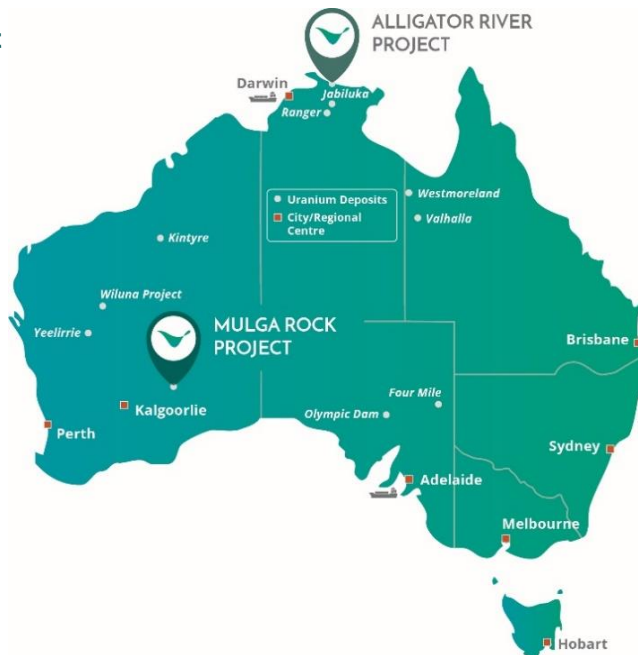 :
ALLIGATOR RIVER
PROJECT
Darwin
Jabiluka
Ranger
Uranium Deposits
City/Regional
Centre
Westmoreland
Valhalla
Kintyre
Wiluna Project
MULGA ROCK
PROJECT
Yeelirrie
Brisbane
Kalgoorlie
Four Mile
Olympic Dam
Perth
Sydney
Adelaide
Melbourne
Hobart